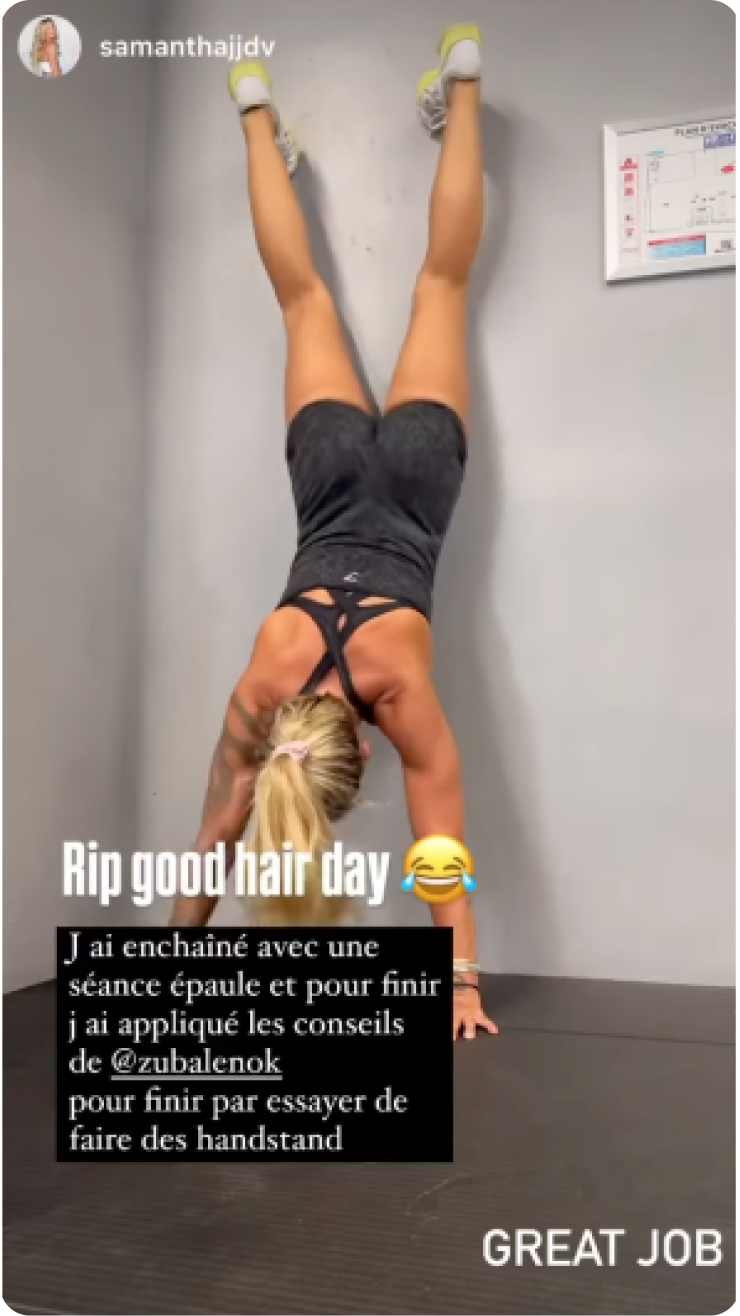 samanthajjdv
Rip good hair day 😂
J ai enchaîné avec une
séance épaule et pour finir
j ai appliqué les conseils
de @zubalenok
pour finir par essayer de
faire des handstand
GREAT JOB